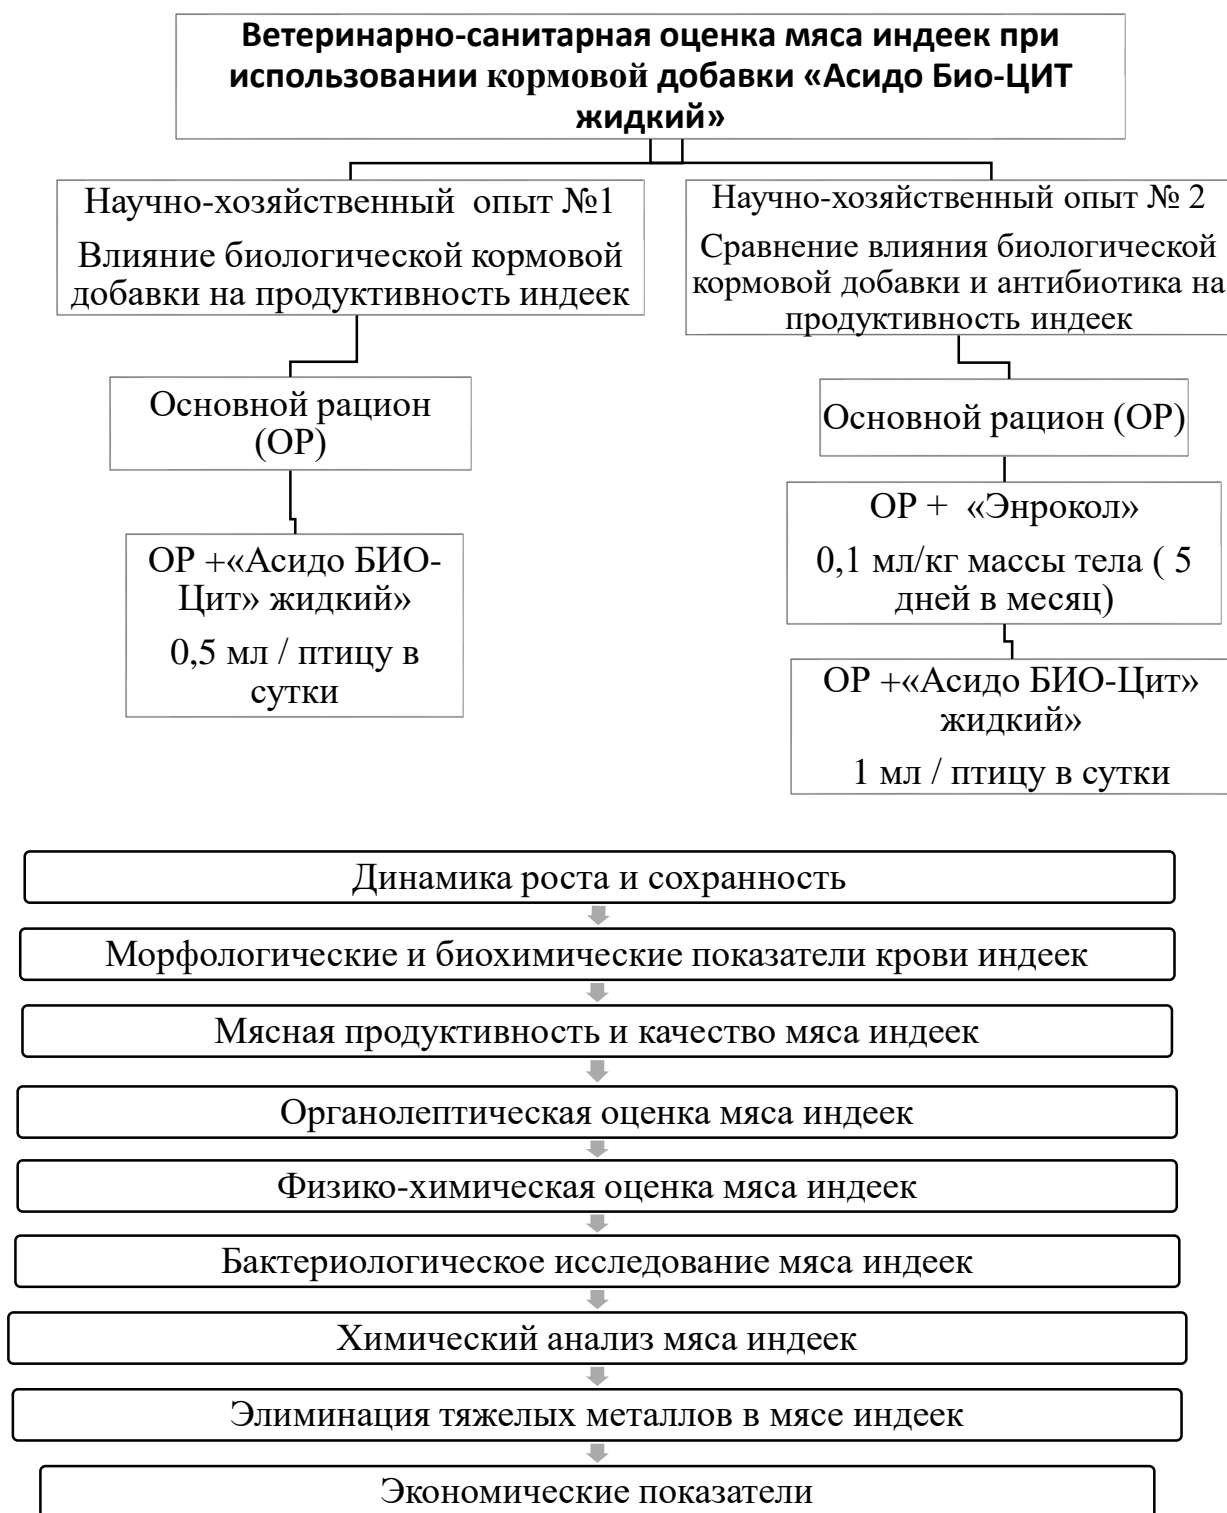 Ветеринарно-санитарная оценка мяса индеек при
использовании кормовой добавки «Асидо Био-ЦИТ
жидкий»
Научно-хозяйственный опыт №1
Влияние биологической кормовой
добавки на продуктивность индеек
Научно-хозяйственный опыт № 2
Сравнение влияния биологической
кормовой добавки и антибиотика на
продуктивность индеек
Основной рацион
(ОР)
ОР +«Асидо БИО-
Цит» жидкий»
0,5 мл / птицу в
сутки
Основной рацион (ОР)
ОР + «Энрокол»
0,1 мл/кг массы тела ( 5
дней в месяц)
ОР +«Асидо БИО-Цит»
жидкий»
1 мл / птицу в сутки
Динамика роста и сохранность
Морфологические и биохимические показатели крови индеек
Мясная продуктивность и качество мяса индеек
Органолептическая оценка мяса индеек
Физико-химическая оценка мяса индеек
Бактериологическое исследование мяса индеек
Химический анализ мяса индеек
Элиминация тяжелых металлов в мясе индеек
Экономические показатели